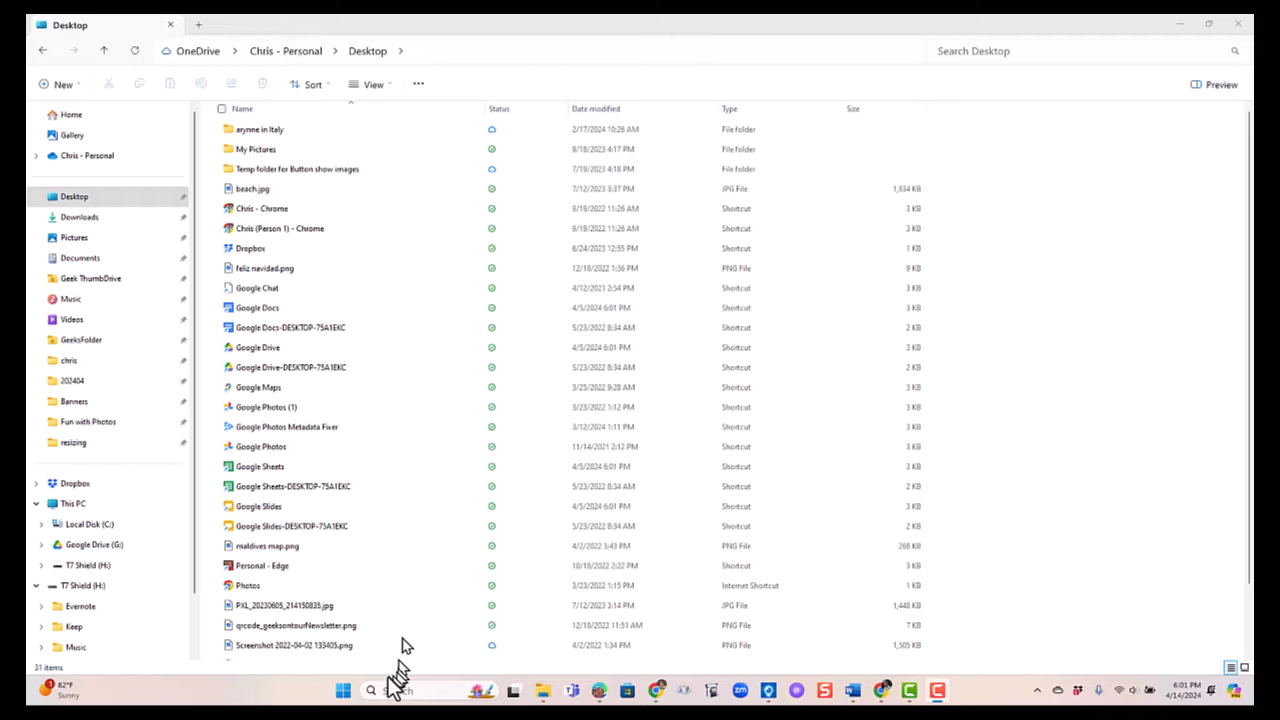 Desktop
OneDrive > Chris - Personal > Desktop >
Search Desktop
New Sort View ... Preview
Name Status Date modified Type Size
Home
Gallery
Chris - Personal
Desktop
Downloads
Pictures
Documents
Geek ThumbDrive
Music
Videos
GeeksFolder
chris
202404
Banners
Fun with Photos
resizing
Dropbox
This PC
Local Disk (C:)
Google Drive (G:)
T7 Shield (H:)
T7 Shield (H:)
Evernote
Keep
Music
arynne in Italy 2/17/2024 10:26 AM File folder
My Pictures 9/18/2023 4:17 PM File folder
Temp folder for Button show images 7/19/2023 4:18 PM File folder
beach.jpg 7/12/2023 3:37 PM JPG File 1,634 KB
Chris - Chrome 9/19/2022 11:26 AM Shortcut 3 KB
Chris (Person 1) - Chrome 9/19/2022 11:26 AM Shortcut 3 KB
Dropbox 6/24/2023 12:55 PM Shortcut 1 KB
feliz navidad.png 12/18/2022 1:36 PM PNG File 9 KB
Google Chat 4/12/2021 2:54 PM Shortcut 3 KB
Google Docs 4/5/2024 6:01 PM Shortcut 3 KB
Google Docs-DESKTOP-75A1EKC 5/23/2022 8:34 AM Shortcut 2 KB
Google Drive 4/5/2024 6:01 PM Shortcut 3 KB
Google Drive-DESKTOP-75A1EKC 5/23/2022 8:34 AM Shortcut 2 KB
Google Maps 3/25/2022 9:28 AM Shortcut 3 KB
Google Photos (1) 3/23/2022 1:12 PM Shortcut 3 KB
Google Photos Metadata Fixer 3/12/2024 1:11 PM Shortcut 3 KB
Google Photos 11/14/2021 2:12 PM Shortcut 3 KB
Google Sheets 4/5/2024 6:01 PM Shortcut 3 KB
Google Sheets-DESKTOP-75A1EKC 5/23/2022 8:34 AM Shortcut 2 KB
Google Slides 4/5/2024 6:01 PM Shortcut 3 KB
Google Slides-DESKTOP-75A1EKC 5/23/2022 8:34 AM Shortcut 2 KB
maldives map.png 4/2/2022 3:43 PM PNG File 268 KB
Personal - Edge 10/18/2022 2:22 PM Shortcut 3 KB
Photos 3/23/2022 1:15 PM Internet Shortcut 1 KB
PXL_20230605_214150835.jpg 7/12/2023 3:14 PM JPG File 1,448 KB
qrcode_geeksontourNewsletter.png 12/18/2022 11:51 AM PNG File 7 KB
Screenshot 2022-04-02 133405.png 4/2/2022 1:34 PM PNG File 1,505 KB
31 items
1
82°F
Sunny
zm
6:01 PM
4/14/2024